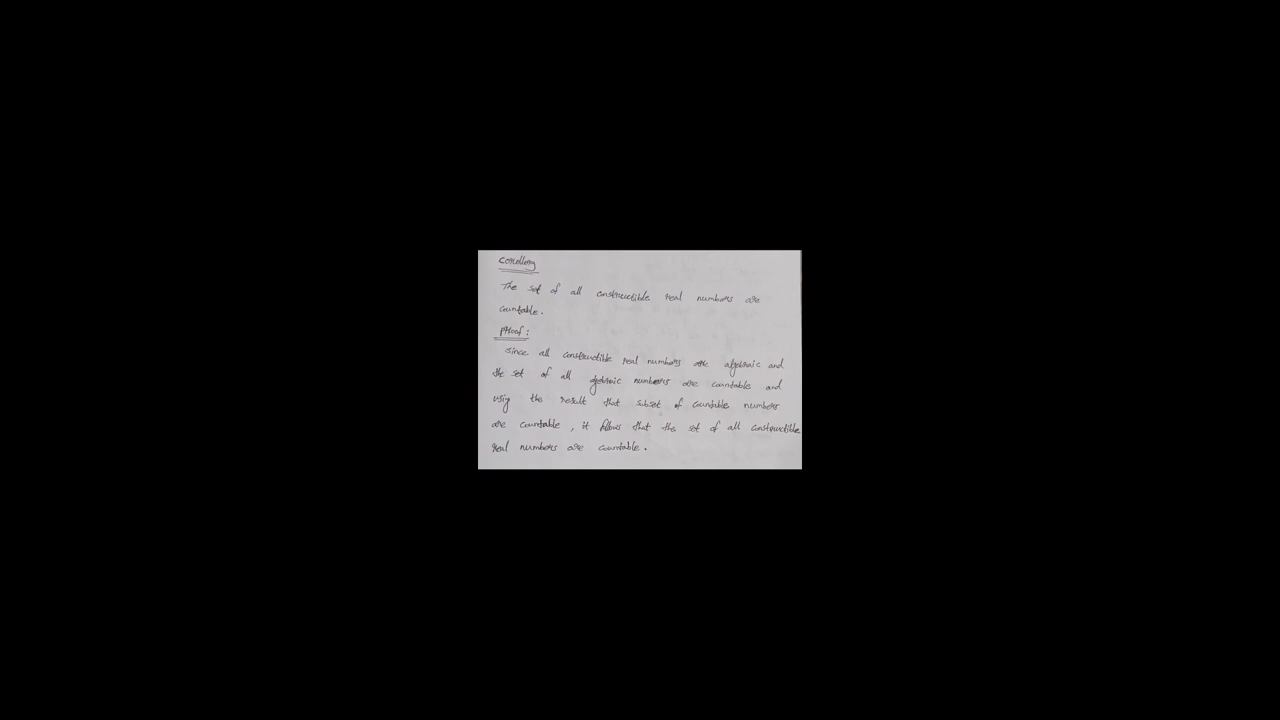 Corollary
The set of all constructible real numbers are
countable.
Proof:
Since all constructible real numbers are algebraic and
the set of all algebraic numbers are countable and
using the result that subset of countable numbers
are countable, it follows that the set of all constructible
real numbers are countable.